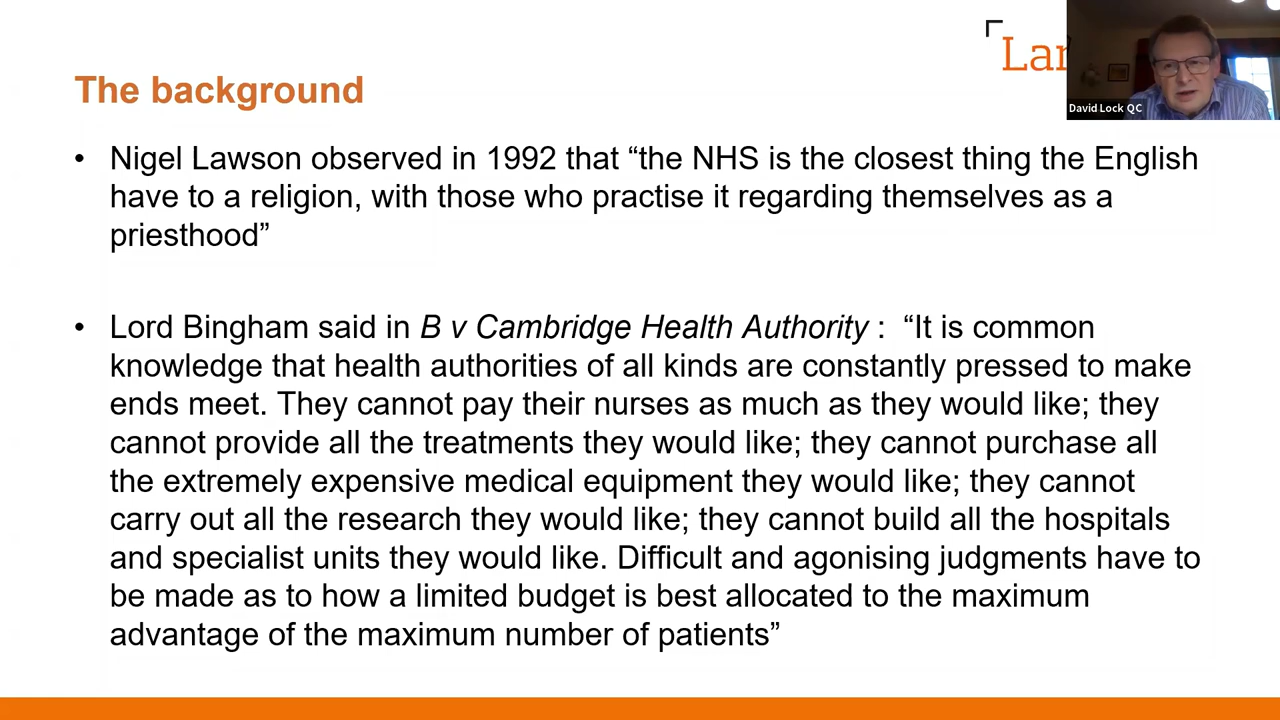 Lar
David Lock QC
The background
• Nigel Lawson observed in 1992 that “the NHS is the closest thing the English
have to a religion, with those who practise it regarding themselves as a
priesthood”
• Lord Bingham said in B v Cambridge Health Authority : “It is common
knowledge that health authorities of all kinds are constantly pressed to make
ends meet. They cannot pay their nurses as much as they would like; they
cannot provide all the treatments they would like; they cannot purchase all
the extremely expensive medical equipment they would like; they cannot
carry out all the research they would like; they cannot build all the hospitals
and specialist units they would like. Difficult and agonising judgments have to
be made as to how a limited budget is best allocated to the maximum
advantage of the maximum number of patients”